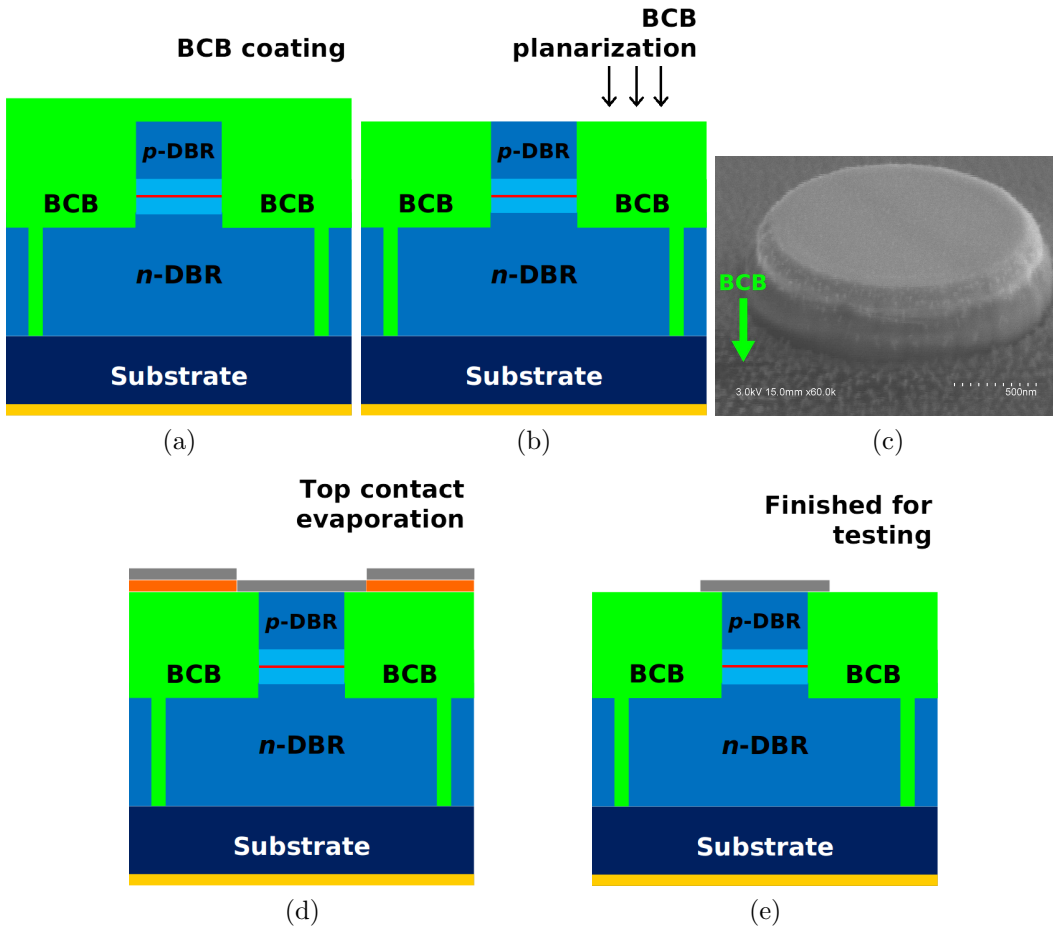 BCB coating
p-DBR
BCB BCB
n-DBR
Substrate
(a)
BCB
planarization
p-DBR
BCB BCB
n-DBR
Substrate
(b)
BCB
3.0kV 15.0mm x60.0k
500nm
(c)
Top contact
evaporation
p-DBR
BCB BCB
n-DBR
Substrate
(d)
Finished for
testing
p-DBR
BCB BCB
n-DBR
Substrate
(e)